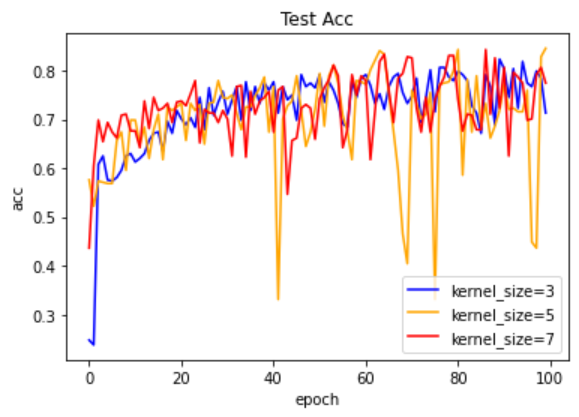 Test Acc
acc
0.8
0.7
0.6
0.5
0.4
0.3
kernel_size=3
kernel_size=5
kernel_size=7
0 20 40 60 80 100
epoch